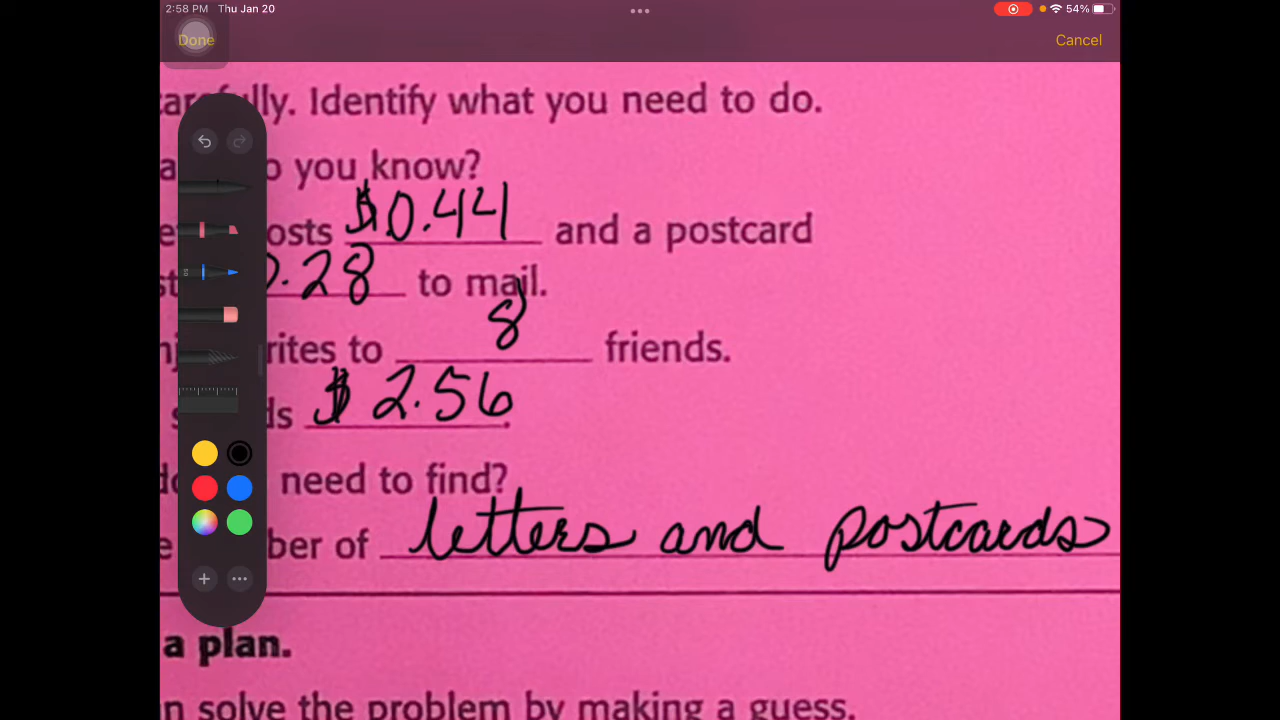 2:58 PM Thu Jan 20
54%
Done
Cancel
lly. Identify what you need to do.
you know?
osts $0.44 and a postcard
.28 to mail.
rites to 8 friends.
ds $2.56.
need to find?
ber of letters and postcards
a plan.
n solve the problem by making a guess.